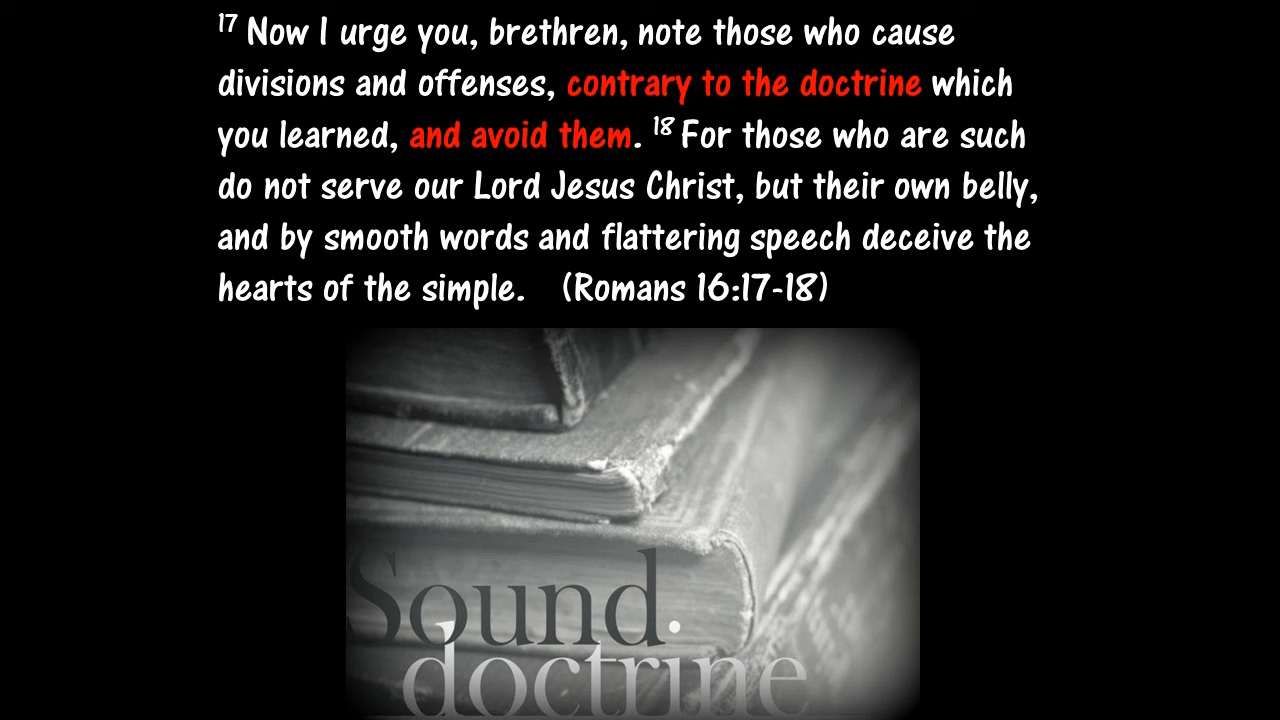 17 Now I urge you, brethren, note those who cause
divisions and offenses, contrary to the doctrine which
you learned, and avoid them. 18 For those who are such
do not serve our Lord Jesus Christ, but their own belly,
and by smooth words and flattering speech deceive the
hearts of the simple. (Romans 16:17-18)
Sound.
doctrine